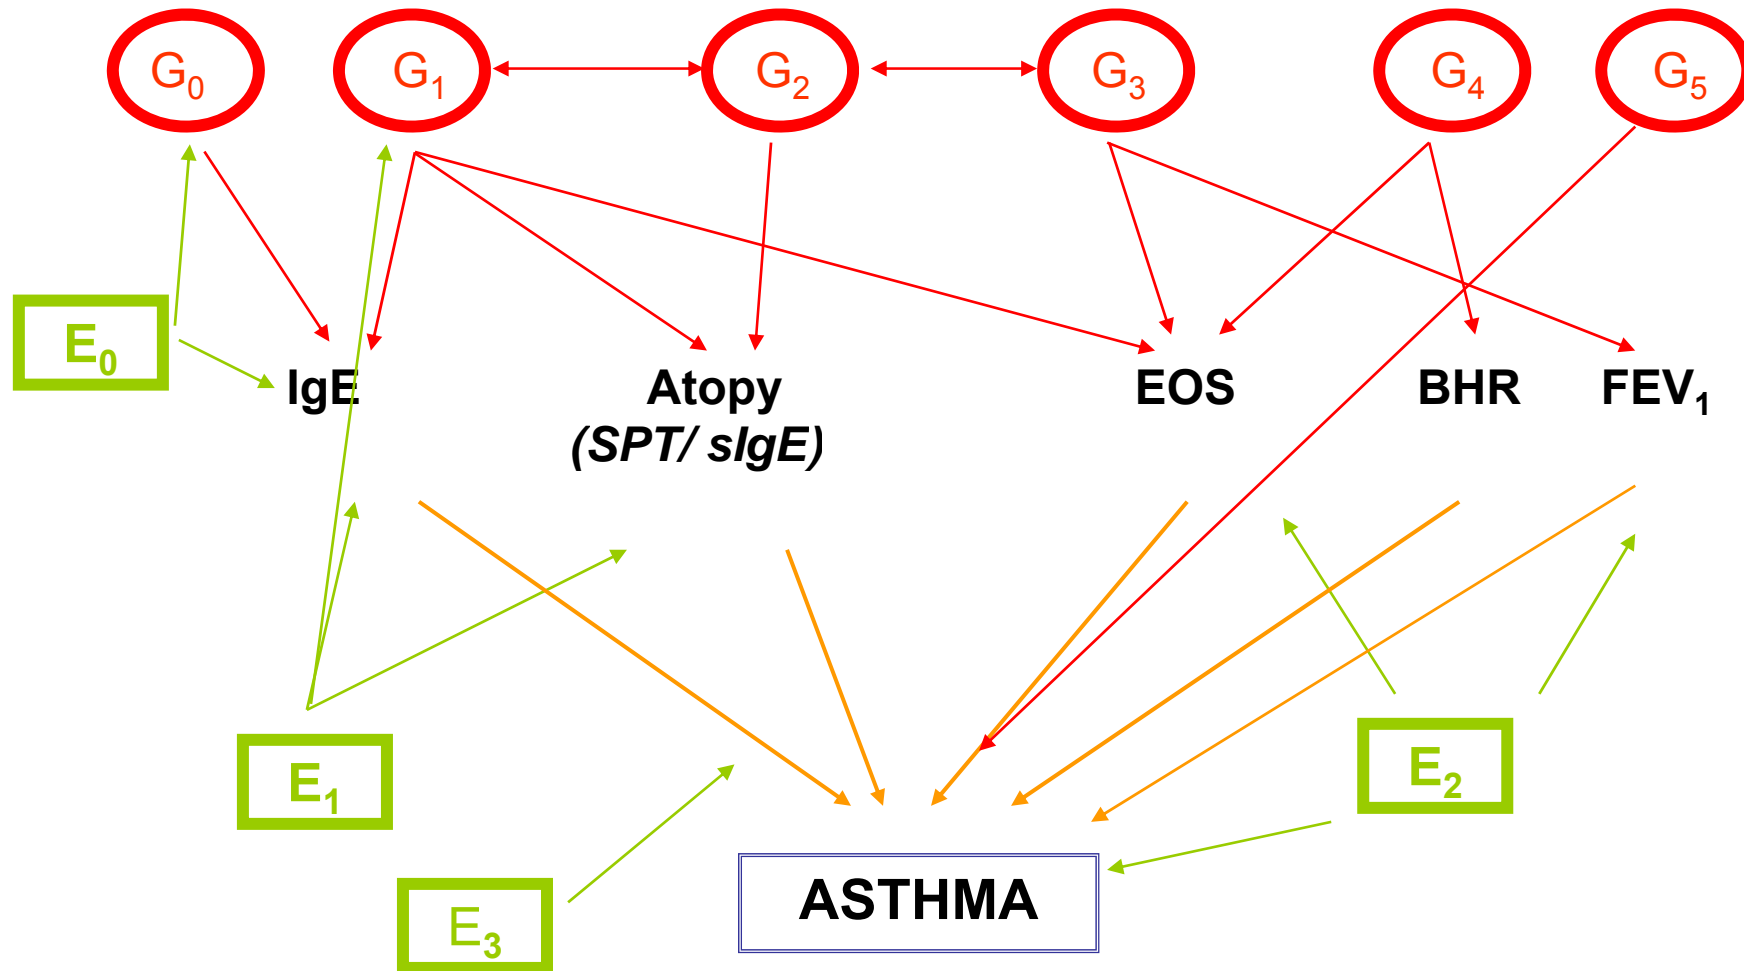 G₀ G₁ G₂ G₃ G₄ G₅
E₀
IgE Atopy EOS BHR FEV₁
(SPT/ sIgE)
E₁ E₂
ASTHMA
E₃